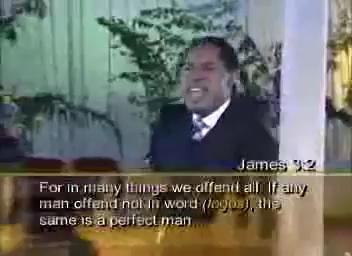 James 3:2
For in many things we offend all. If any
man offend not in word (logos), the
same is a perfect man...